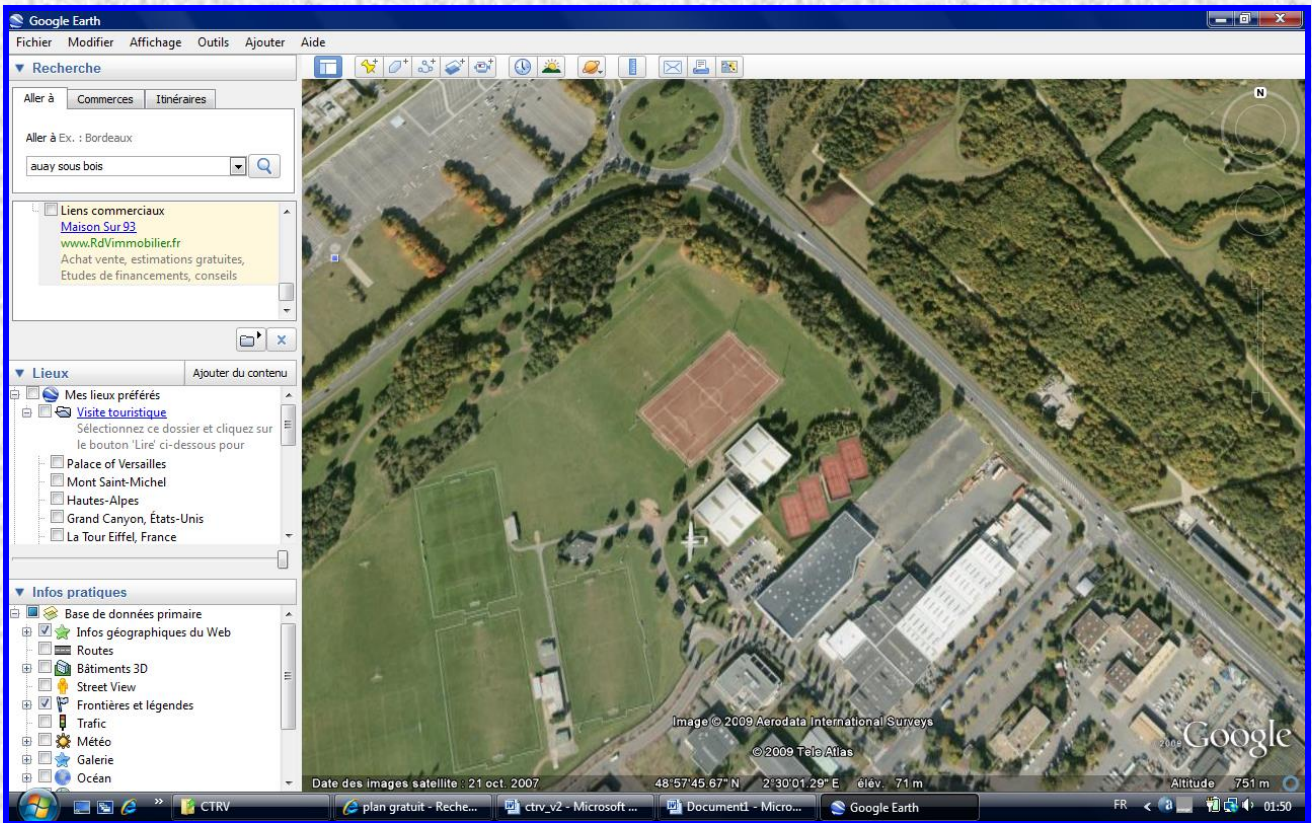 Google Earth
Fichier Modifier Affichage Outils Ajouter Aide
Recherche
Aller à Commerces Itinéraires
Aller à Ex. : Bordeaux
auay sous bois
Liens commerciaux
Maison Sur 93
www.RdVimmobilier.fr
Achat vente, estimations gratuites,
Etudes de financements, conseils
Lieux Ajouter du contenu
Mes lieux préférés
Visite touristique
Sélectionnez ce dossier et cliquez sur
le bouton 'Lire' ci-dessous pour
Palace of Versailles
Mont Saint-Michel
Hautes-Alpes
Grand Canyon, États-Unis
La Tour Eiffel, France
Infos pratiques
Base de données primaire
Infos géographiques du Web
Routes
Bâtiments 3D
Street View
Frontières et légendes
Trafic
Météo
Galerie
Océan
N
Image © 2009 Aerodata International Surveys
© 2009 Tele Atlas
2009 Google
Date des images satellite : 21 oct. 2007 48°57'45.67" N 2°30'01.29" E élév. 71 m Altitude 751 m
CTRV plan gratuit - Reche... ctrv_v2 - Microsoft ... Document1 - Micro... Google Earth FR 01:50